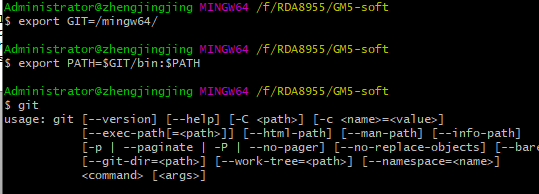 Administrator@zhengjingjing MINGW64 /f/RDA8955/GM5-soft
$ export GIT=/mingw64/
Administrator@zhengjingjing MINGW64 /f/RDA8955/GM5-soft
$ export PATH=$GIT/bin:$PATH
Administrator@zhengjingjing MINGW64 /f/RDA8955/GM5-soft
$ git
usage: git [--version] [--help] [-C <path>] [-c <name>=<value>]
[--exec-path[=<path>]] [--html-path] [--man-path] [--info-path]
[-p | --paginate | -P | --no-pager] [--no-replace-objects] [--bare
[--git-dir=<path>] [--work-tree=<path>] [--namespace=<name>]
<command> [<args>]